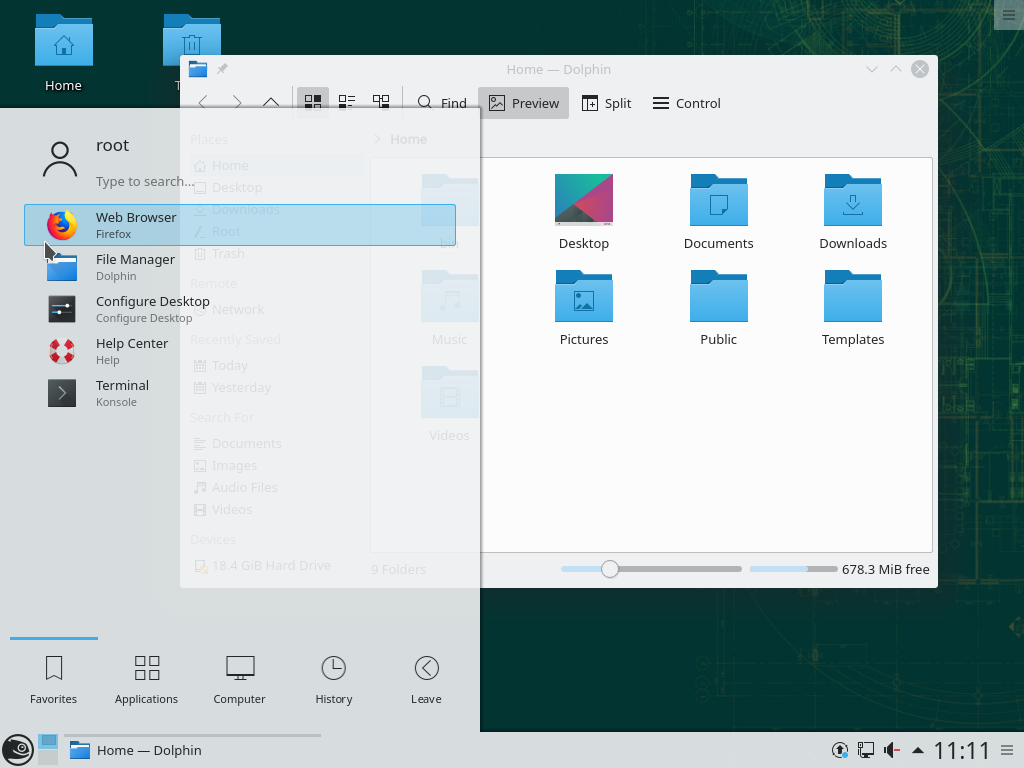 Home
Home — Dolphin
Find
Preview
Split
Control
root
Type to search...
Web Browser
Firefox
File Manager
Dolphin
Configure Desktop
Configure Desktop
Help Center
Help
Terminal
Konsole
Places
Home
Desktop
Downloads
Root
Trash
Remote
Network
Recently Saved
Today
Yesterday
Search For
Documents
Images
Audio Files
Videos
Devices
18.4 GiB Hard Drive
Home
bin
Desktop
Documents
Downloads
Music
Pictures
Public
Templates
Videos
9 Folders
678.3 MiB free
Favorites
Applications
Computer
History
Leave
Home — Dolphin
11:11